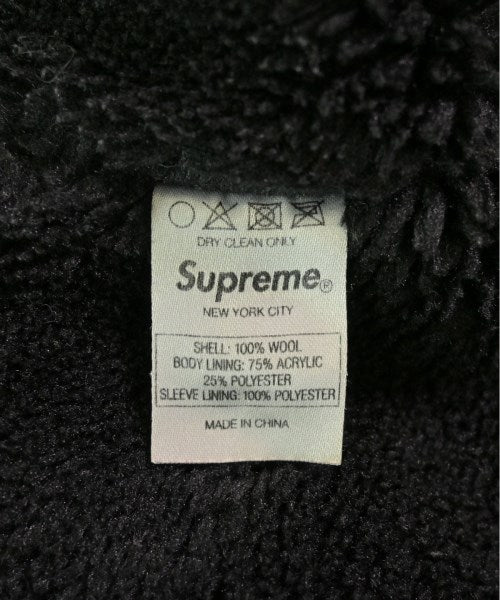 DRY CLEAN ONLY
Supreme®
NEW YORK CITY
SHELL: 100% WOOL
BODY LINING: 75% ACRYLIC
25% POLYESTER
SLEEVE LINING: 100% POLYESTER
MADE IN CHINA